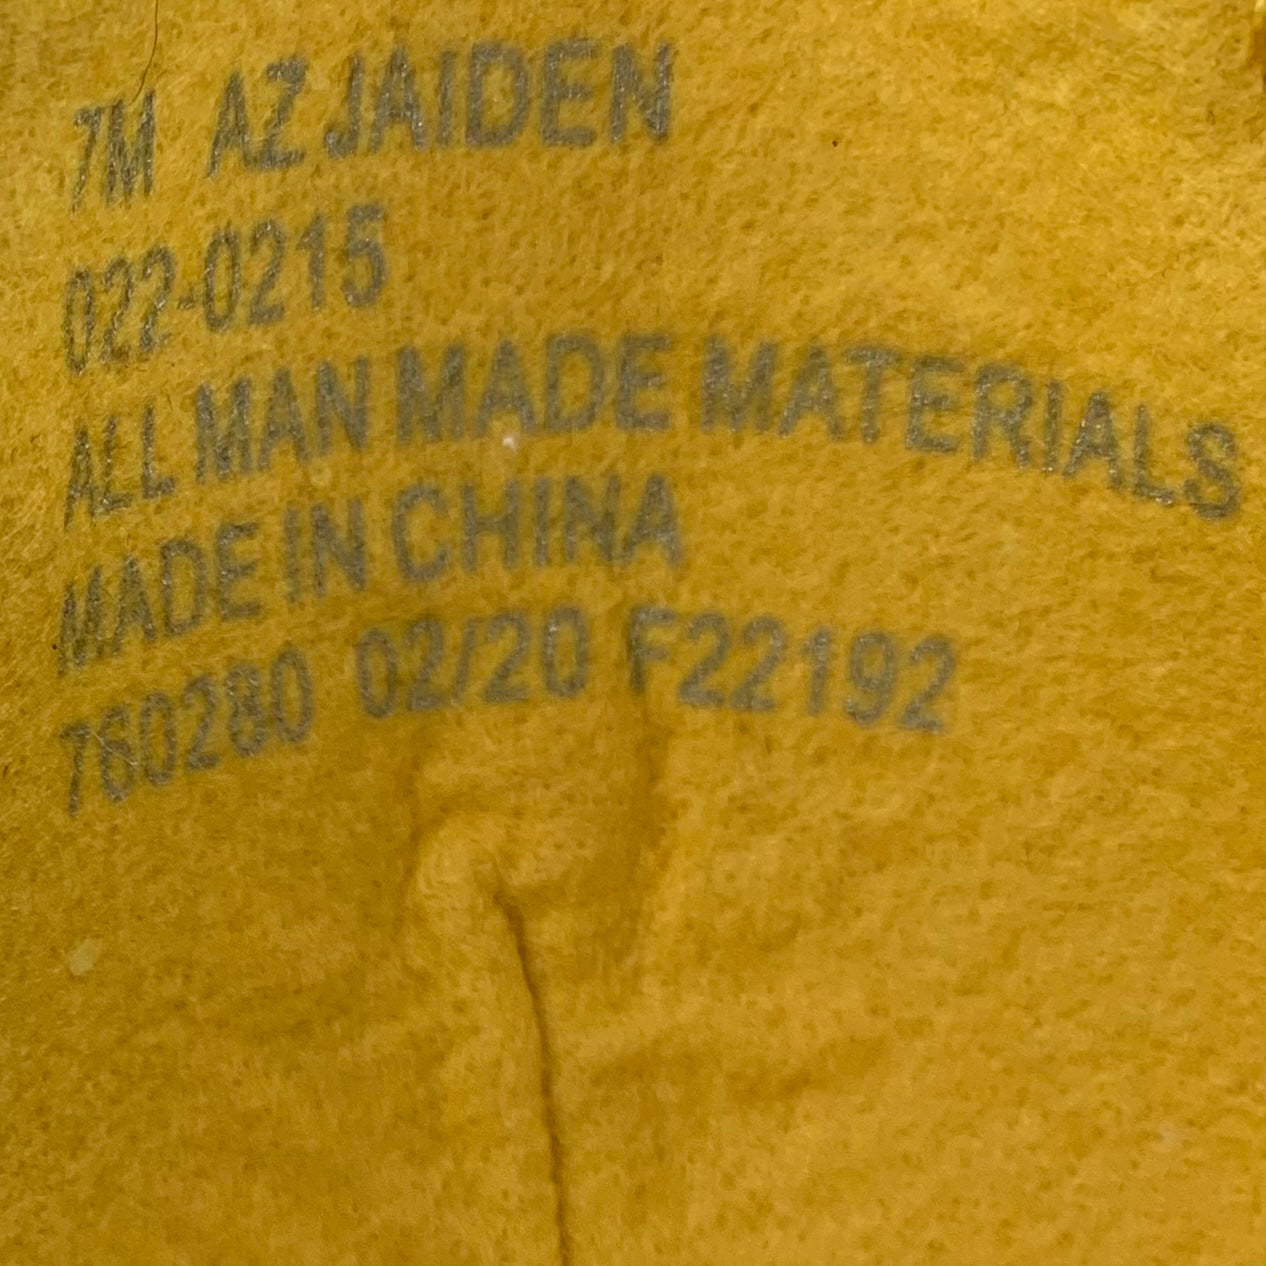 7M AZ JAIDEN
022-0215
ALL MAN MADE MATERIALS
MADE IN CHINA
760280 02/20 F22192